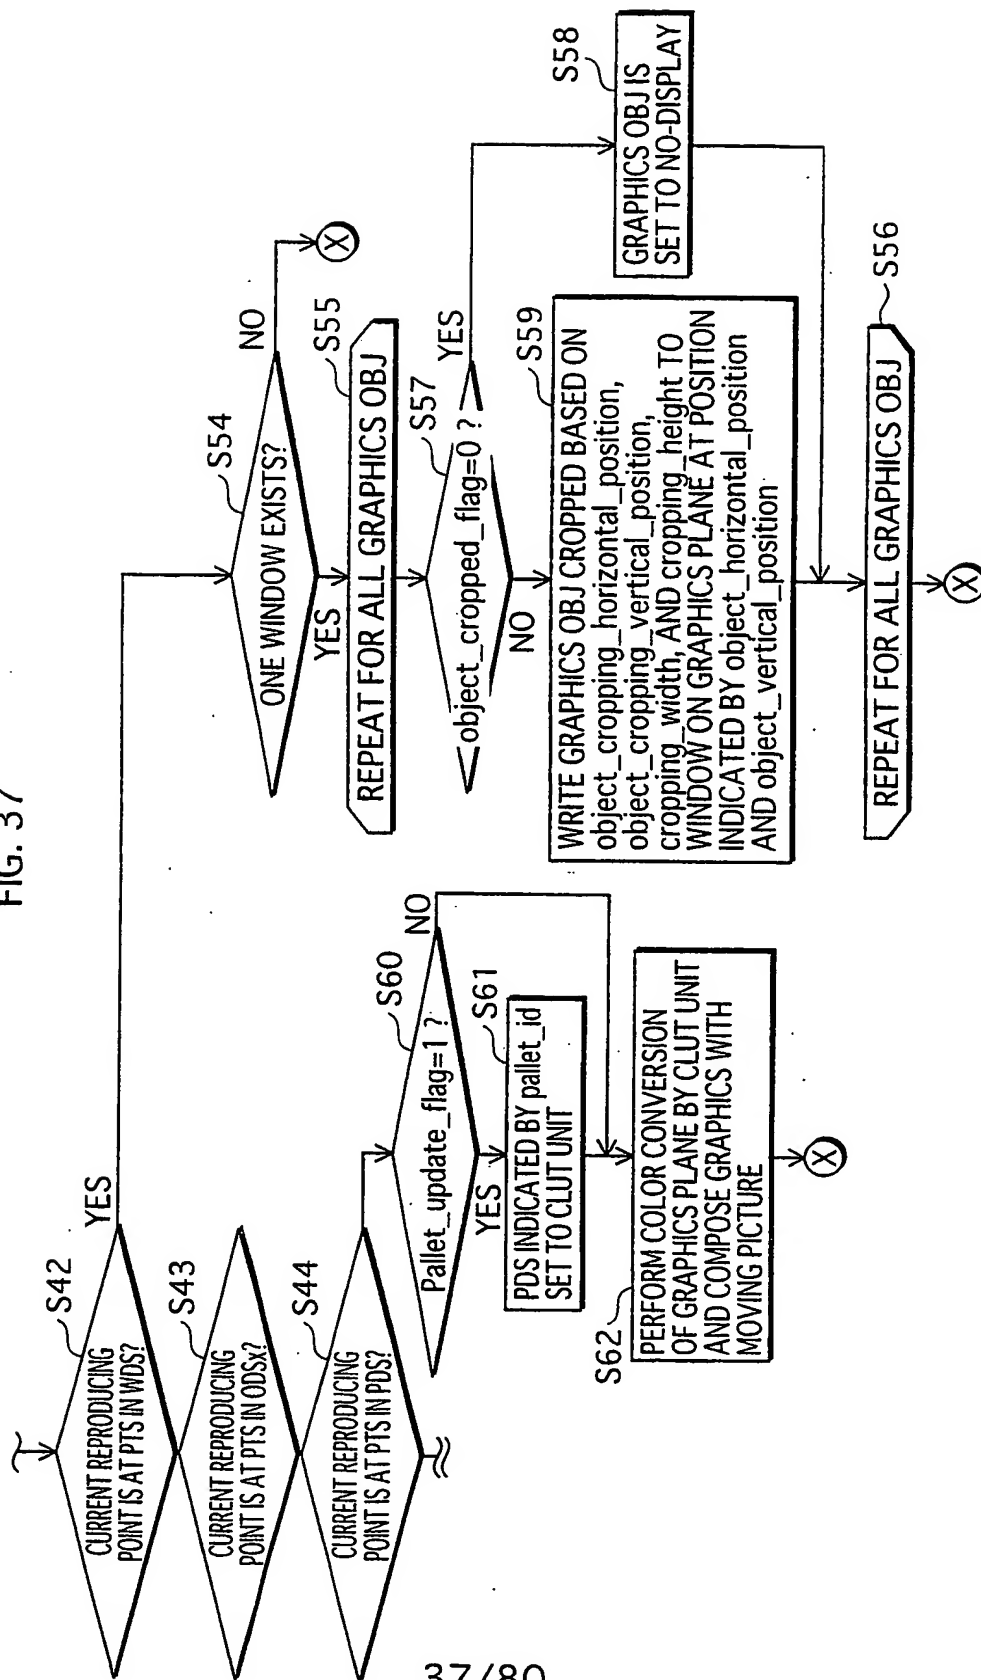 FIG. 37
S42
CURRENT REPRODUCING
POINT IS AT PTS IN WDS?
YES
S43
CURRENT REPRODUCING
POINT IS AT PTS IN ODSx?
S44
CURRENT REPRODUCING
POINT IS AT PTS IN PDS?
S60
Pallet_update_flag=1 ?
NO
YES
S61
PDS INDICATED BY pallet_id
SET TO CLUT UNIT
S62
PERFORM COLOR CONVERSION
OF GRAPHICS PLANE BY CLUT UNIT
AND COMPOSE GRAPHICS WITH
MOVING PICTURE
X
S54
ONE WINDOW EXISTS?
NO
X
YES
S55
REPEAT FOR ALL GRAPHICS OBJ
S57
object_cropped_flag=0 ?
YES
NO
S58
GRAPHICS OBJ IS
SET TO NO-DISPLAY
S59
WRITE GRAPHICS OBJ CROPPED BASED ON
object_cropping_horizontal_position,
object_cropping_vertical_position,
cropping_width, AND cropping_height TO
WINDOW ON GRAPHICS PLANE AT POSITION
INDICATED BY object_horizontal_position
AND object_vertical_position
S56
REPEAT FOR ALL GRAPHICS OBJ
X
37/80